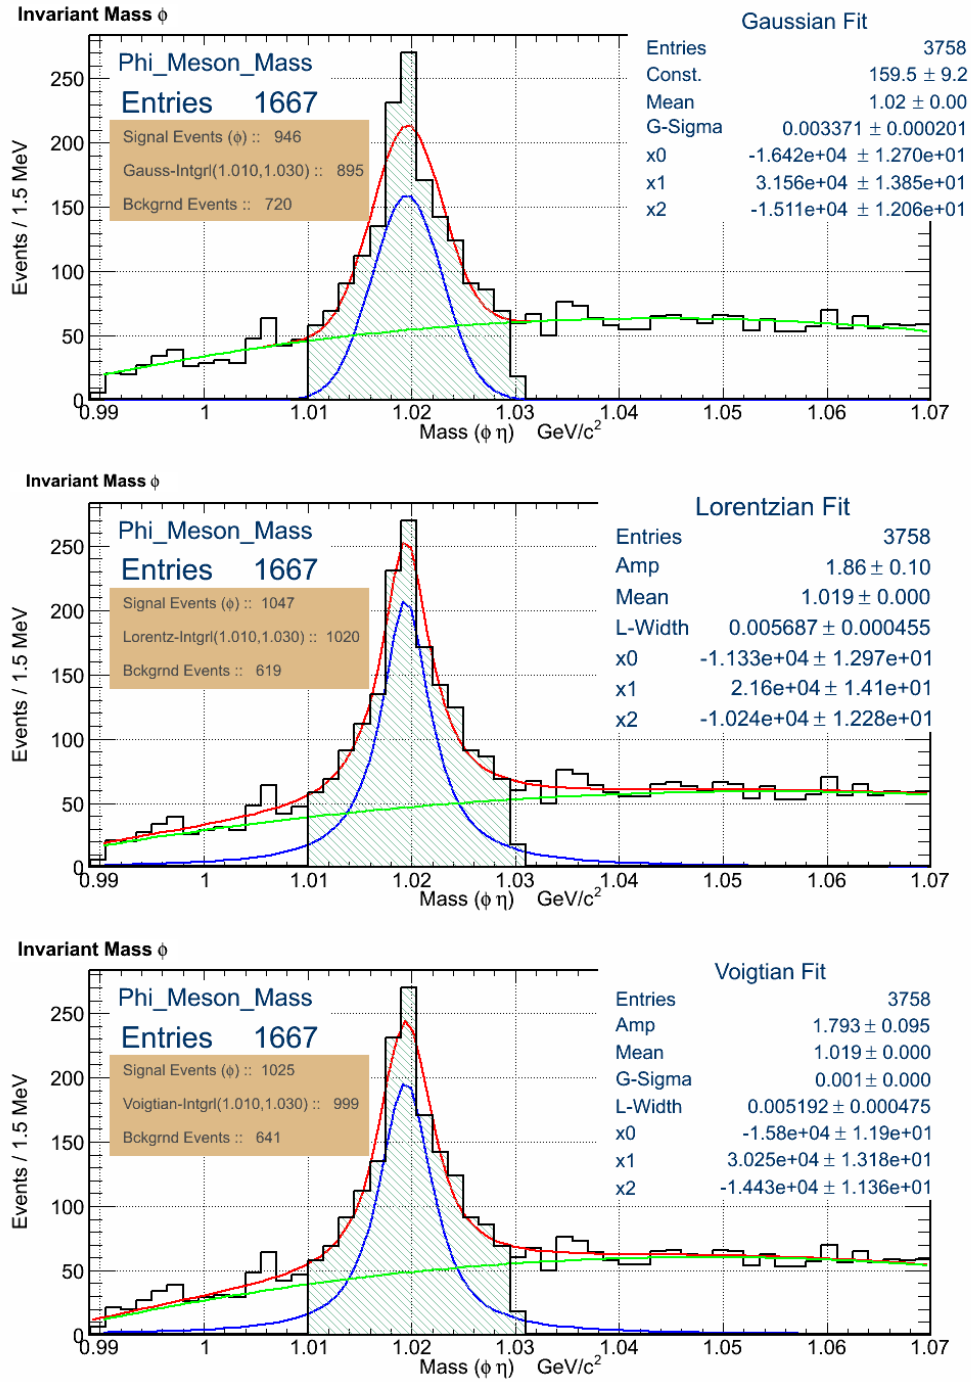 Invariant Mass ϕ
Gaussian Fit
Entries 3758
Const. 159.5 ± 9.2
Mean 1.02 ± 0.00
G-Sigma 0.003371 ± 0.000201
x0 -1.642e+04 ± 1.270e+01
x1 3.156e+04 ± 1.385e+01
x2 -1.511e+04 ± 1.206e+01
Phi_Meson_Mass
Entries 1667
Signal Events (ϕ) :: 946
Gauss-Intgrl(1.010,1.030) :: 895
Bckgrnd Events :: 720
Events / 1.5 MeV
250
200
150
100
50
0
0.99 1 1.01 1.02 1.03 1.04 1.05 1.06 1.07
Mass (ϕ η) GeV/c²
Invariant Mass ϕ
Lorentzian Fit
Entries 3758
Amp 1.86 ± 0.10
Mean 1.019 ± 0.000
L-Width 0.005687 ± 0.000455
x0 -1.133e+04 ± 1.297e+01
x1 2.16e+04 ± 1.41e+01
x2 -1.024e+04 ± 1.228e+01
Phi_Meson_Mass
Entries 1667
Signal Events (ϕ) :: 1047
Lorentz-Intgrl(1.010,1.030) :: 1020
Bckgrnd Events :: 619
Events / 1.5 MeV
250
200
150
100
50
0
0.99 1 1.01 1.02 1.03 1.04 1.05 1.06 1.07
Mass (ϕ η) GeV/c²
Invariant Mass ϕ
Voigtian Fit
Entries 3758
Amp 1.793 ± 0.095
Mean 1.019 ± 0.000
G-Sigma 0.001 ± 0.000
L-Width 0.005192 ± 0.000475
x0 -1.58e+04 ± 1.19e+01
x1 3.025e+04 ± 1.318e+01
x2 -1.443e+04 ± 1.136e+01
Phi_Meson_Mass
Entries 1667
Signal Events (ϕ) :: 1025
Voigtian-Intgrl(1.010,1.030) :: 999
Bckgrnd Events :: 641
Events / 1.5 MeV
250
200
150
100
50
0
0.99 1 1.01 1.02 1.03 1.04 1.05 1.06 1.07
Mass (ϕ η) GeV/c²